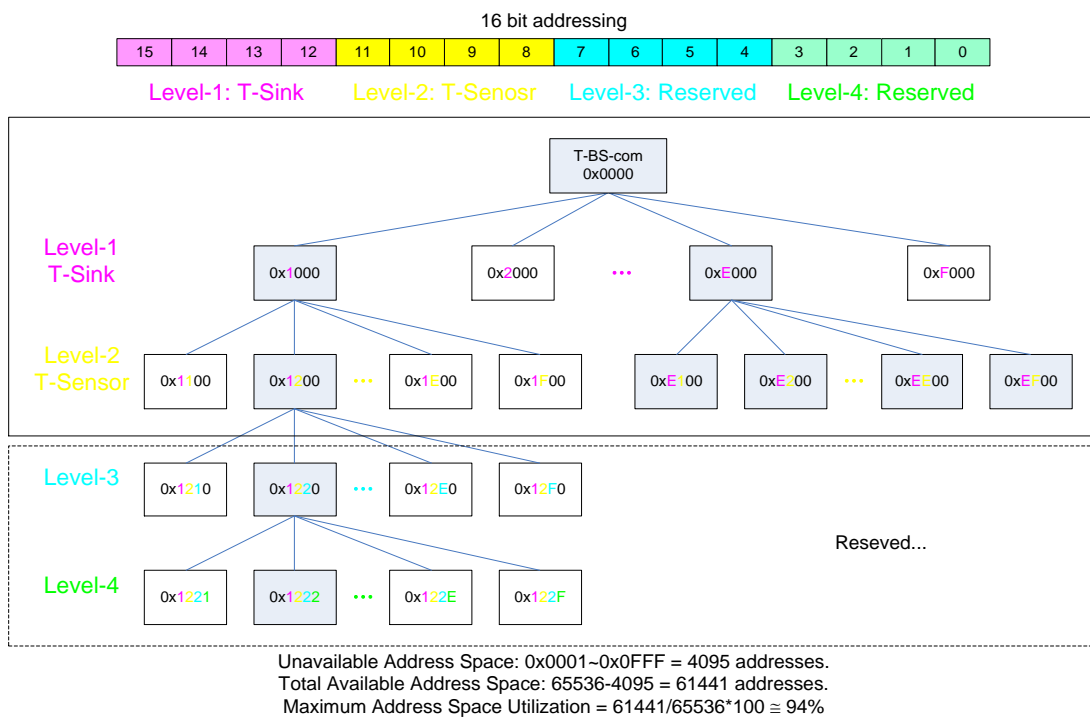 16 bit addressing
15 14 13 12 11 10 9 8 7 6 5 4 3 2 1 0
Level-1: T-Sink Level-2: T-Senosr Level-3: Reserved Level-4: Reserved
T-BS-com
0x0000
Level-1
T-Sink
0x1000 0x2000 ... 0xE000 0xF000
Level-2
T-Sensor
0x1100 0x1200 ... 0x1E00 0x1F00 0xE100 0xE200 ... 0xEE00 0xEF00
Level-3
0x1210 0x1220 ... 0x12E0 0x12F0
Reseved...
Level-4
0x1221 0x1222 ... 0x122E 0x122F
Unavailable Address Space: 0x0001~0x0FFF = 4095 addresses.
Total Available Address Space: 65536-4095 = 61441 addresses.
Maximum Address Space Utilization = 61441/65536*100 ≅ 94%